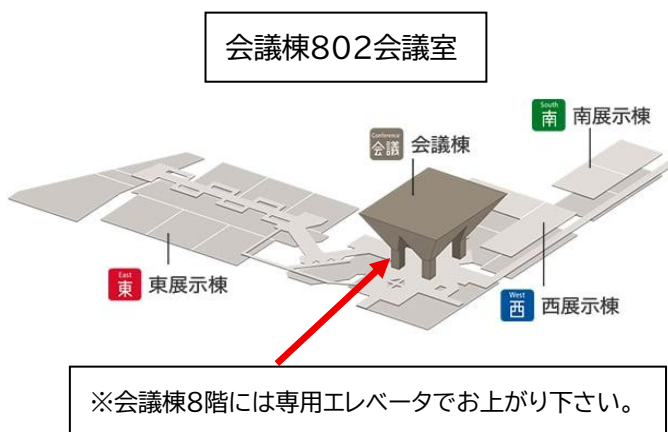 会議棟802会議室
South
南
南展示棟
Conference
会議
会議棟
East
東
東展示棟
West
西
西展示棟
※会議棟8階には専用エレベータでお上がり下さい。